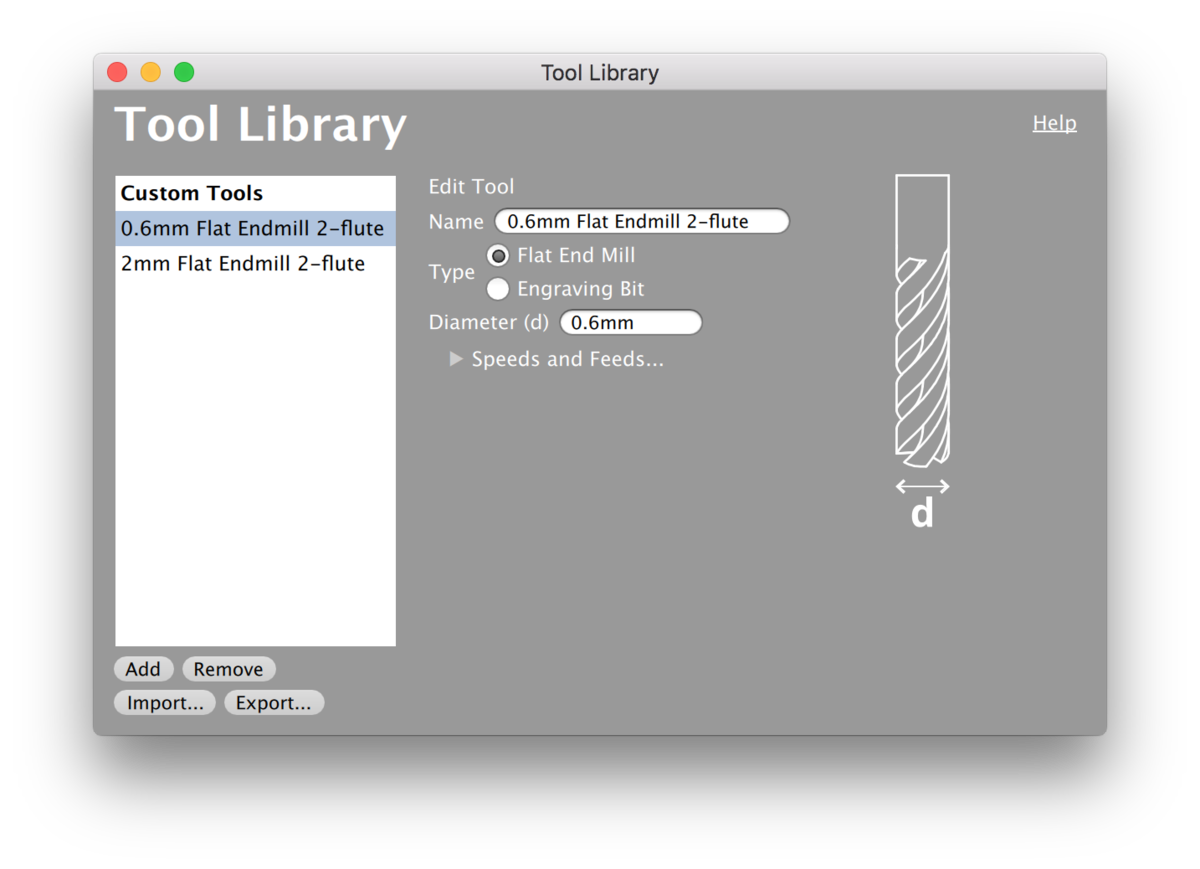 Tool Library
Tool Library
Help
Custom Tools
0.6mm Flat Endmill 2-flute
2mm Flat Endmill 2-flute
Edit Tool
Name 0.6mm Flat Endmill 2-flute
Type
Flat End Mill
Engraving Bit
Diameter (d) 0.6mm
Speeds and Feeds...
d
Add Remove
Import... Export...